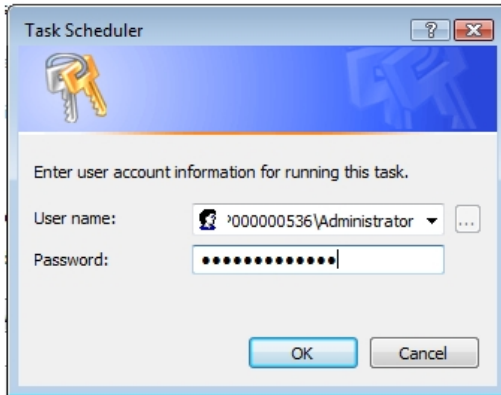 Task Scheduler
Enter user account information for running this task.
User name: 000000536\Administrator ...
Password: •••••••••••••
OK Cancel